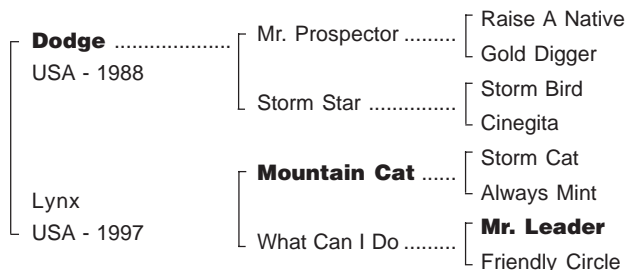 Dodge ....................
USA - 1988
Mr. Prospector .........
Raise A Native
Gold Digger
Storm Star ...............
Storm Bird
Cinegita
Lynx
USA - 1997
Mountain Cat ......
Storm Cat
Always Mint
What Can I Do .........
Mr. Leader
Friendly Circle